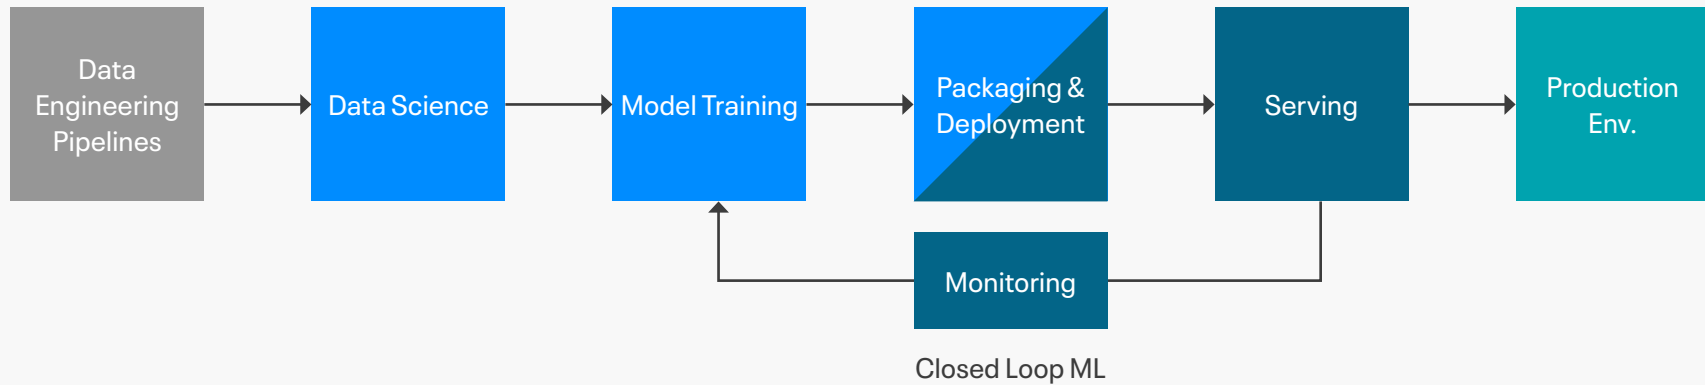 Data
Engineering
Pipelines
Data Science
Model Training
Packaging &
Deployment
Serving
Production
Env.
Monitoring
Closed Loop ML